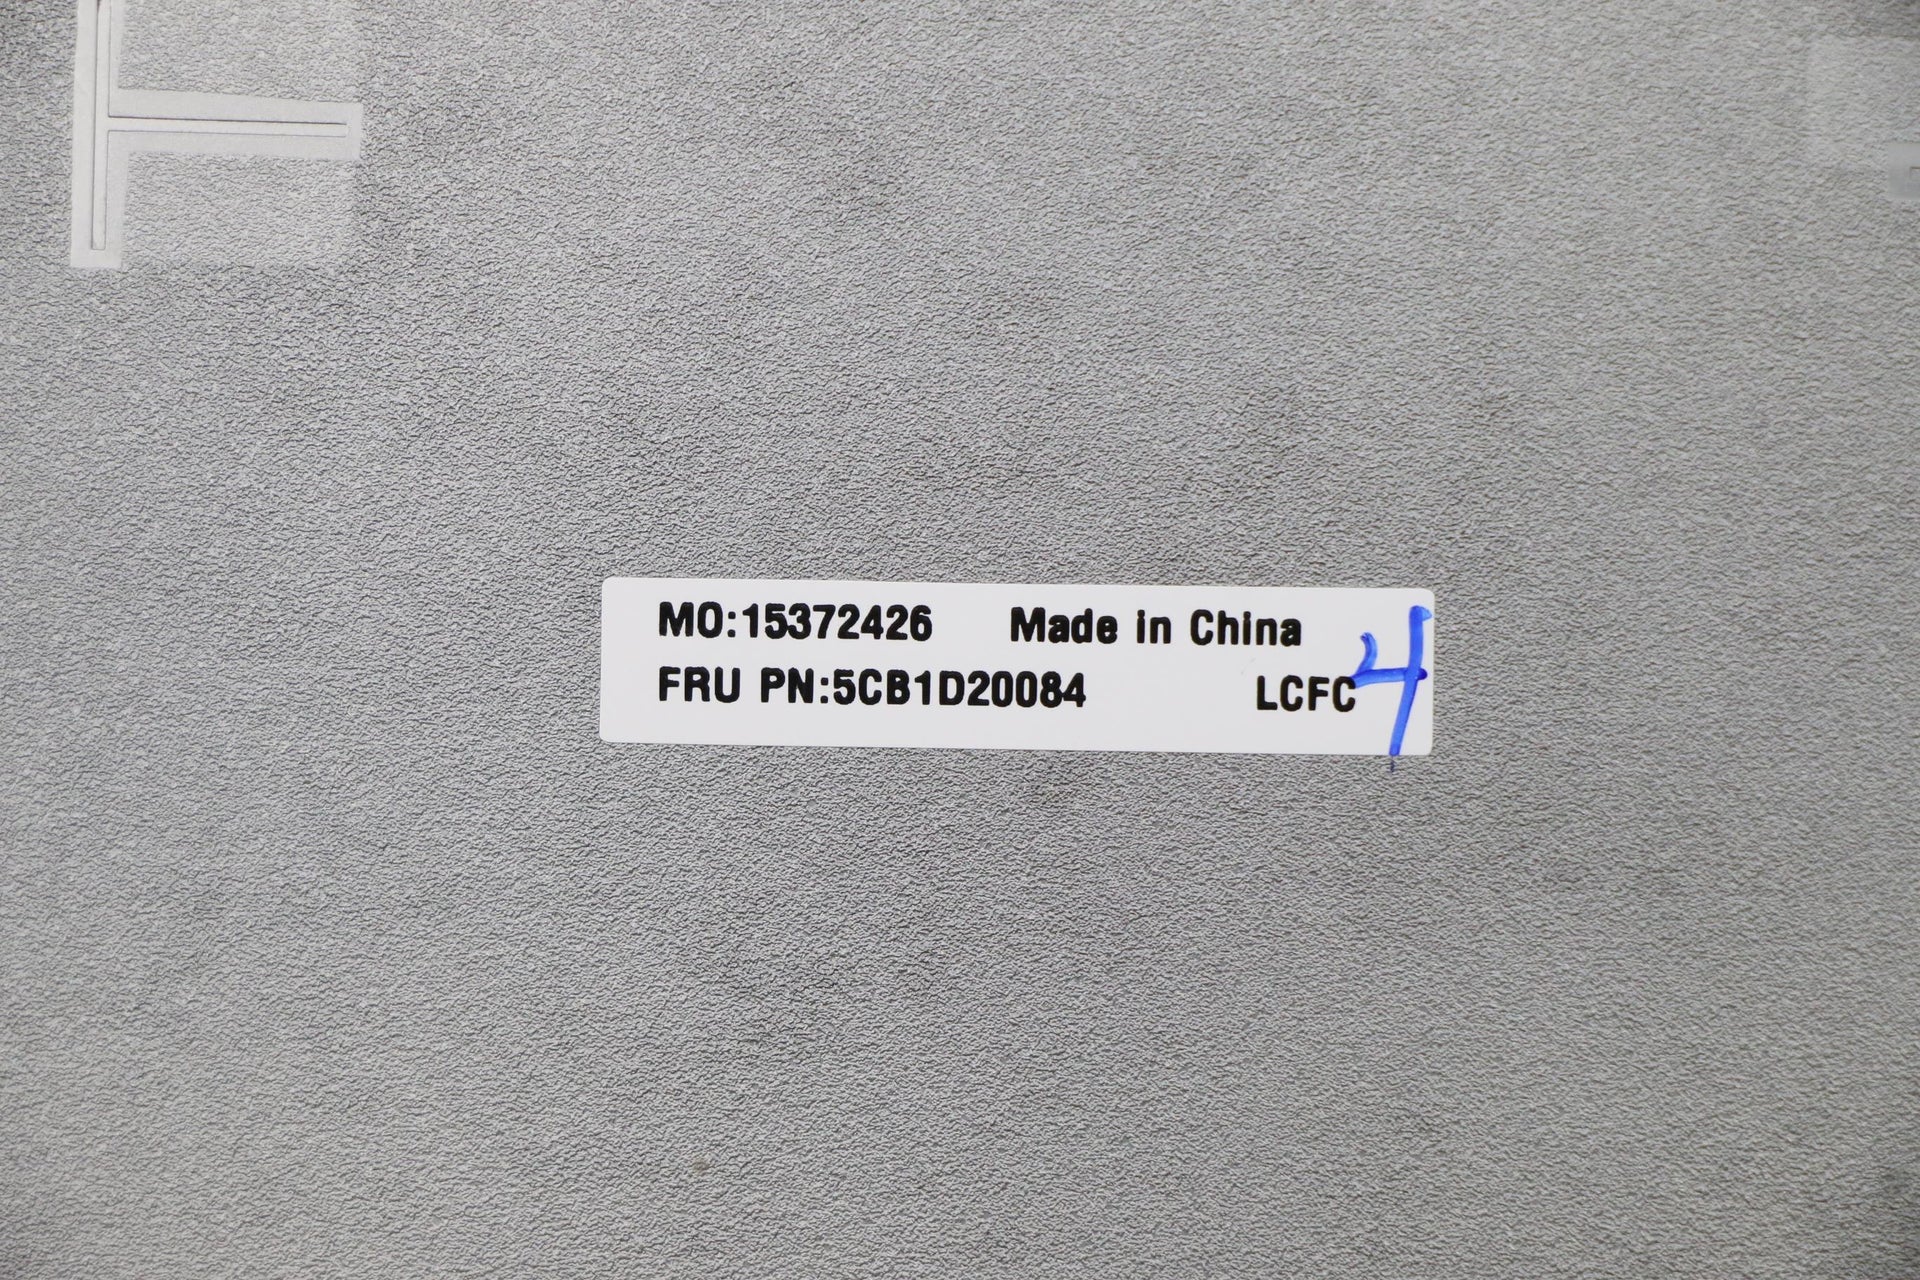 MO:15372426 Made in China
FRU PN:5CB1D20084 LCFC 4